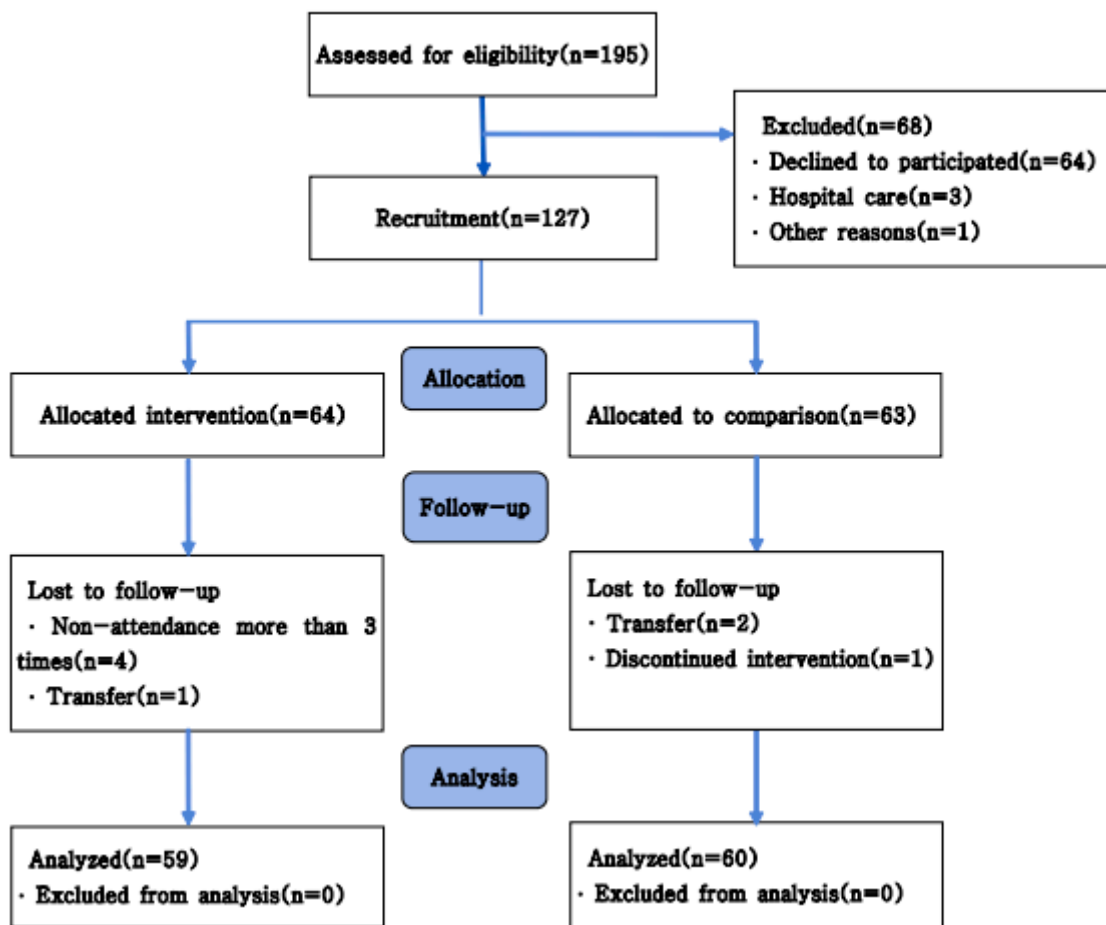 Assessed for eligibility(n=195)
Excluded(n=68)
· Declined to participated(n=64)
· Hospital care(n=3)
· Other reasons(n=1)
Recruitment(n=127)
Allocation
Allocated intervention(n=64)
Allocated to comparison(n=63)
Follow-up
Lost to follow-up
· Non-attendance more than 3
times(n=4)
· Transfer(n=1)
Lost to follow-up
· Transfer(n=2)
· Discontinued intervention(n=1)
Analysis
Analyzed(n=59)
· Excluded from analysis(n=0)
Analyzed(n=60)
· Excluded from analysis(n=0)